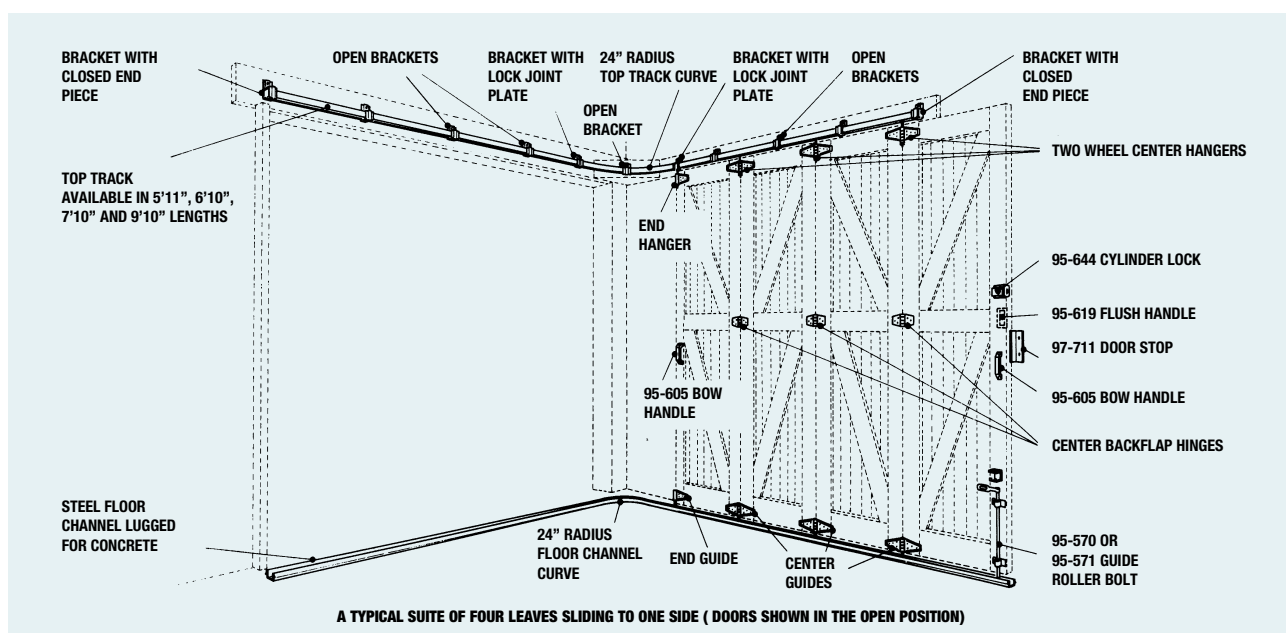 BRACKET WITH
CLOSED END
PIECE
OPEN BRACKETS
BRACKET WITH
LOCK JOINT
PLATE
24” RADIUS
TOP TRACK CURVE
BRACKET WITH
LOCK JOINT
PLATE
OPEN
BRACKETS
BRACKET WITH
CLOSED
END PIECE
OPEN
BRACKET
TWO WHEEL CENTER HANGERS
TOP TRACK
AVAILABLE IN 5’11”, 6’10”,
7’10” AND 9’10” LENGTHS
END
HANGER
95-644 CYLINDER LOCK
95-619 FLUSH HANDLE
97-711 DOOR STOP
95-605 BOW
HANDLE
95-605 BOW HANDLE
CENTER BACKFLAP HINGES
STEEL FLOOR
CHANNEL LUGGED
FOR CONCRETE
24” RADIUS
FLOOR CHANNEL
CURVE
END GUIDE
CENTER
GUIDES
95-570 OR
95-571 GUIDE
ROLLER BOLT
A TYPICAL SUITE OF FOUR LEAVES SLIDING TO ONE SIDE ( DOORS SHOWN IN THE OPEN POSITION)